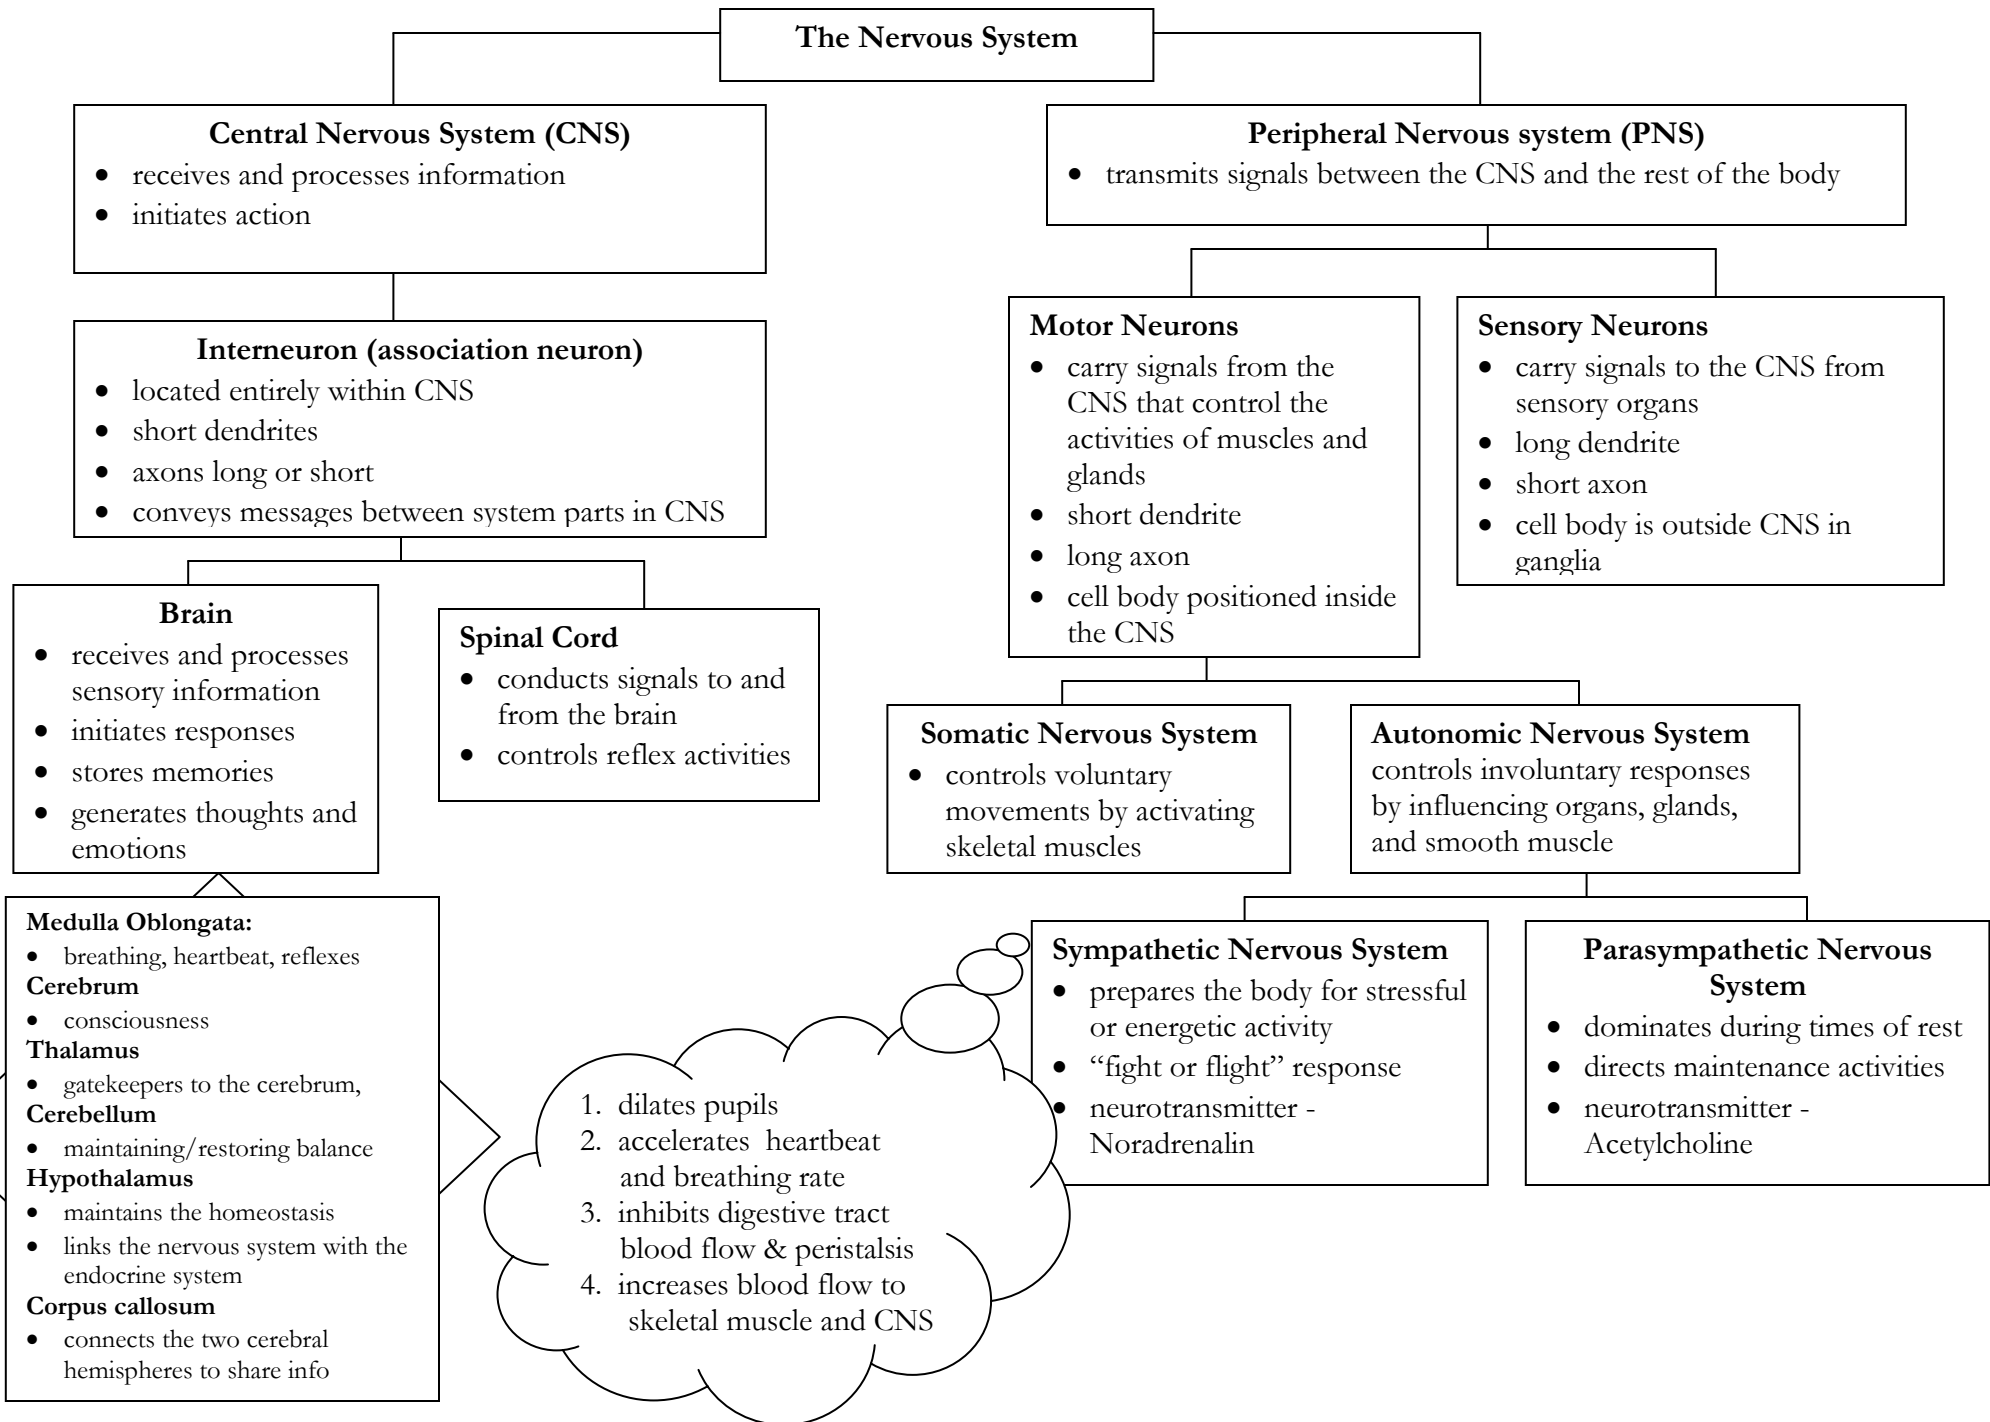 The Nervous System
Central Nervous System (CNS)
• receives and processes information
• initiates action
Peripheral Nervous system (PNS)
• transmits signals between the CNS and the rest of the body
Interneuron (association neuron)
• located entirely within CNS
• short dendrites
• axons long or short
• conveys messages between system parts in CNS
Motor Neurons
• carry signals from the
CNS that control the
activities of muscles and
glands
• short dendrite
• long axon
• cell body positioned inside
the CNS
Sensory Neurons
• carry signals to the CNS from
sensory organs
• long dendrite
• short axon
• cell body is outside CNS in
ganglia
Brain
• receives and processes
sensory information
• initiates responses
• stores memories
• generates thoughts and
emotions
Spinal Cord
• conducts signals to and
from the brain
• controls reflex activities
Somatic Nervous System
• controls voluntary
movements by activating
skeletal muscles
Autonomic Nervous System
controls involuntary responses
by influencing organs, glands,
and smooth muscle
Medulla Oblongata:
• breathing, heartbeat, reflexes
Cerebrum
• consciousness
Thalamus
• gatekeepers to the cerebrum,
Cerebellum
• maintaining/restoring balance
Hypothalamus
• maintains the homeostasis
• links the nervous system with the
endocrine system
Corpus callosum
• connects the two cerebral
hemispheres to share info
1. dilates pupils
2. accelerates heartbeat
and breathing rate
3. inhibits digestive tract
blood flow & peristalsis
4. increases blood flow to
skeletal muscle and CNS
Sympathetic Nervous System
• prepares the body for stressful
or energetic activity
• “fight or flight” response
• neurotransmitter -
Noradrenalin
Parasympathetic Nervous
System
• dominates during times of rest
• directs maintenance activities
• neurotransmitter -
Acetylcholine